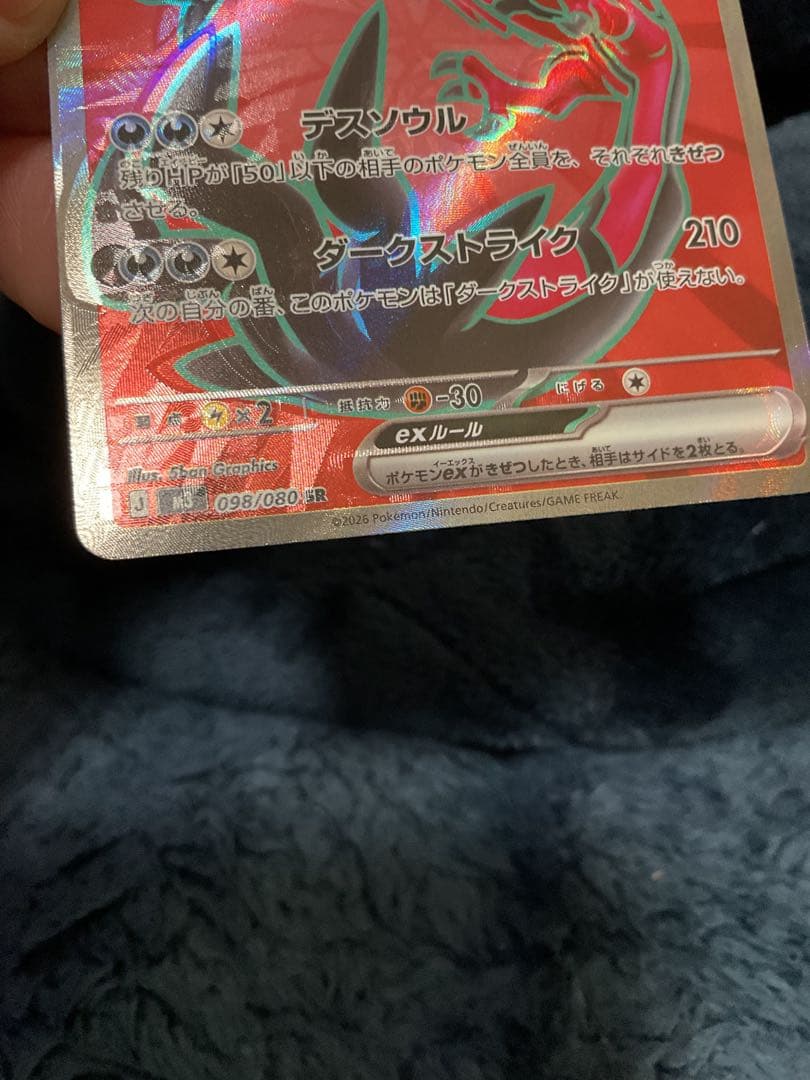 デスソウル
残りHPが「50」以下の相手のポケモン全員を、それぞれきぜつ
させる。
ダークストライク 210
次の自分の番、このポケモンは「ダークストライク」が使えない。
弱点 ×2 抵抗力 -30 にげる
exルール
ポケモンexがきぜつしたとき、相手はサイドを2枚とる。
illus. 5ban Graphics
J 098/080 SR
©2026 Pokémon/Nintendo/Creatures/GAME FREAK.